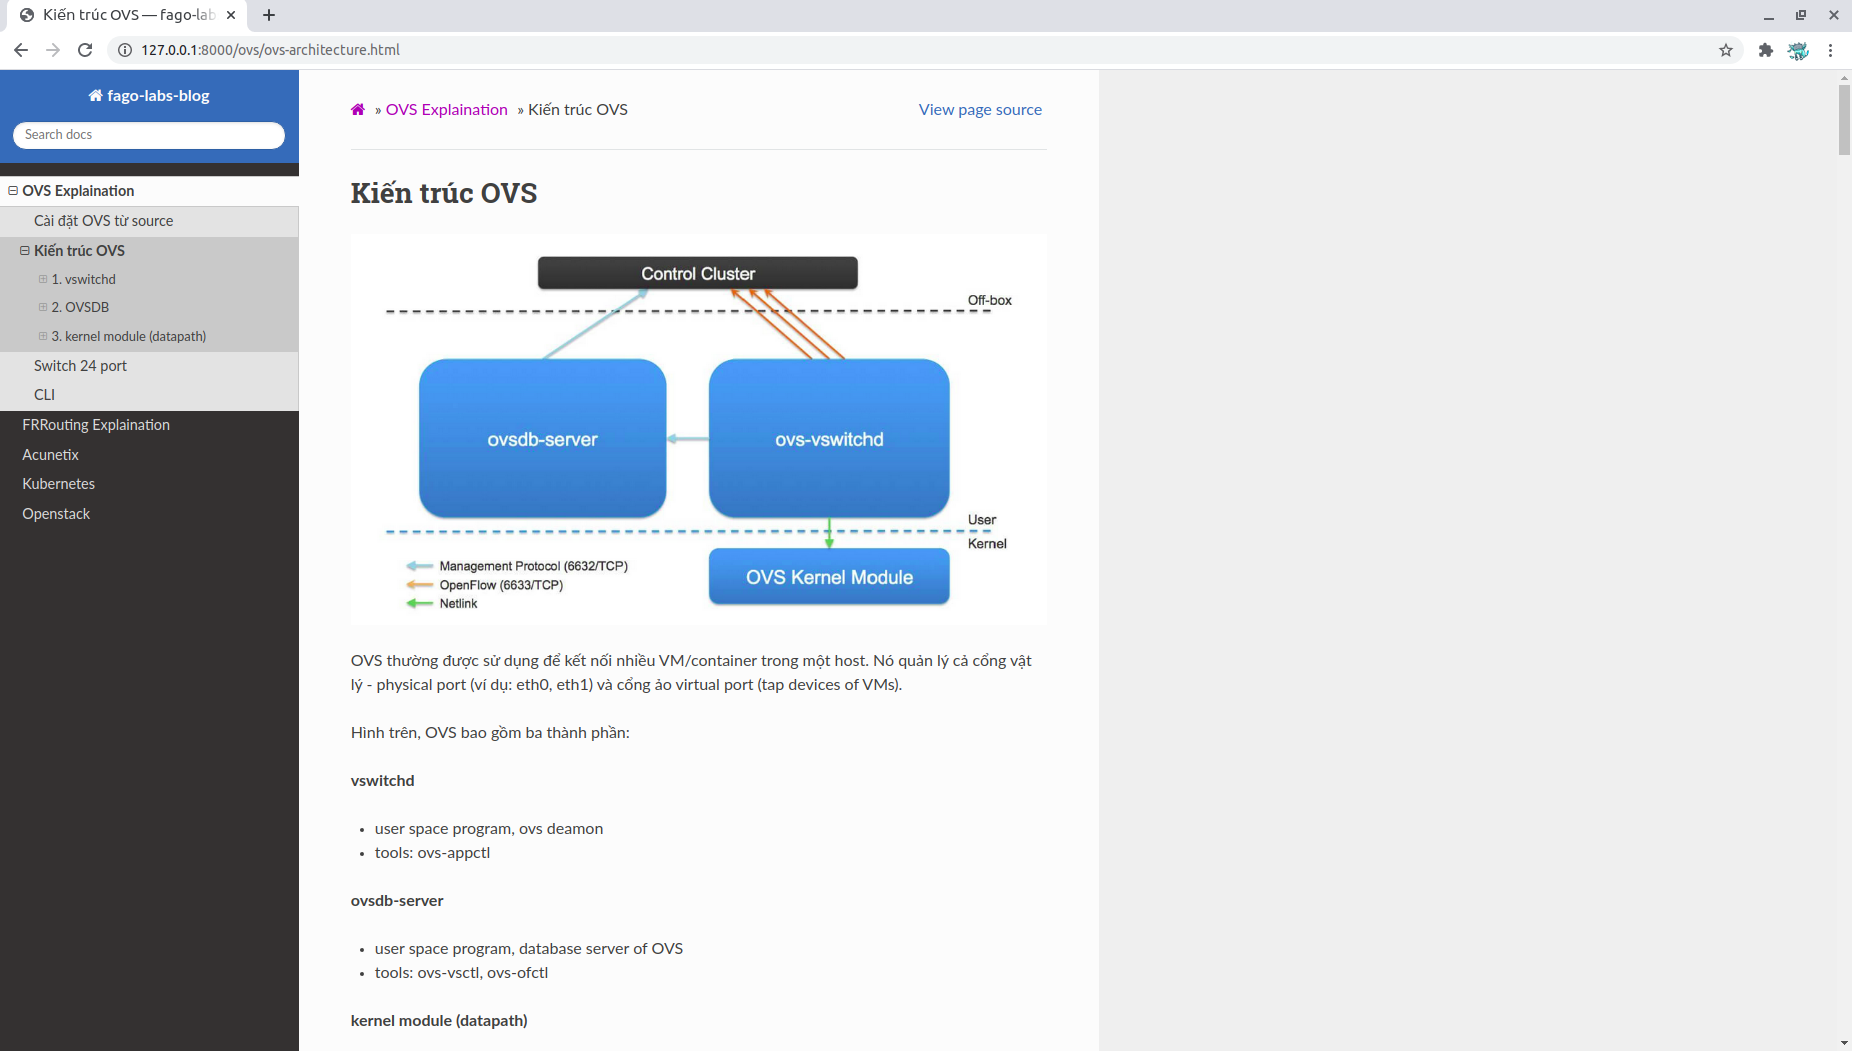 Kiến trúc OVS — fago-lab
127.0.0.1:8000/ovs/ovs-architecture.html
fago-labs-blog
Search docs
OVS Explaination
Cài đặt OVS từ source
Kiến trúc OVS
1. vswitchd
2. OVSDB
3. kernel module (datapath)
Switch 24 port
CLI
FRRouting Explaination
Acunetix
Kubernetes
Openstack
» OVS Explaination » Kiến trúc OVS
View page source
Kiến trúc OVS
Control Cluster
Off-box
ovsdb-server
ovs-vswitchd
User
Kernel
Management Protocol (6632/TCP)
OpenFlow (6633/TCP)
Netlink
OVS Kernel Module
OVS thường được sử dụng để kết nối nhiều VM/container trong một host. Nó quản lý cả cổng vật
lý - physical port (ví dụ: eth0, eth1) và cổng ảo virtual port (tap devices of VMs).
Hình trên, OVS bao gồm ba thành phần:
vswitchd
• user space program, ovs deamon
• tools: ovs-appctl
ovsdb-server
• user space program, database server of OVS
• tools: ovs-vsctl, ovs-ofctl
kernel module (datapath)